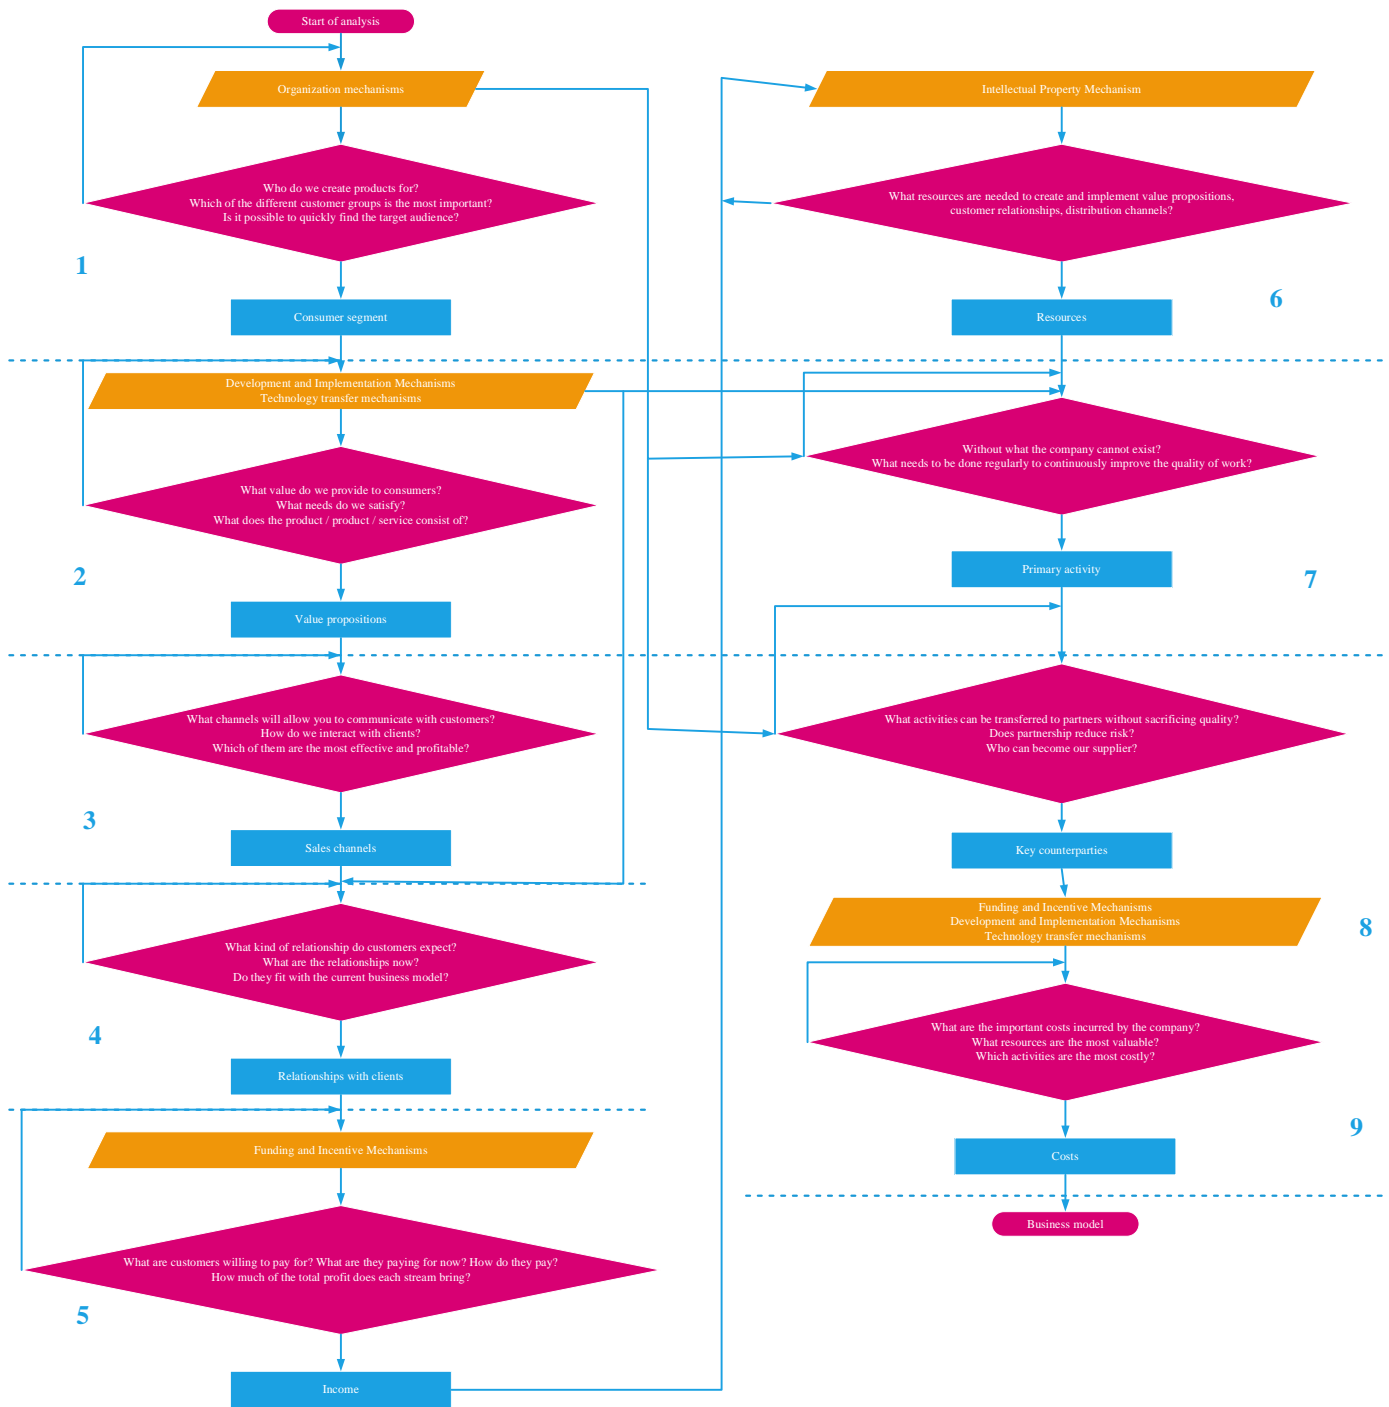 Start of analysis
Organization mechanisms
Who do we create products for?
Which of the different customer groups is the most important?
Is it possible to quickly find the target audience?
1
Consumer segment
Development and Implementation Mechanisms
Technology transfer mechanisms
What value do we provide to consumers?
What needs do we satisfy?
What does the product / product / service consist of?
2
Value propositions
What channels will allow you to communicate with customers?
How do we interact with clients?
Which of them are the most effective and profitable?
3
Sales channels
What kind of relationship do customers expect?
What are the relationships now?
Do they fit with the current business model?
4
Relationships with clients
Funding and Incentive Mechanisms
What are customers willing to pay for? What are they paying for now? How do they pay?
How much of the total profit does each stream bring?
5
Income
Intellectual Property Mechanism
What resources are needed to create and implement value propositions,
customer relationships, distribution channels?
6
Resources
Without what the company cannot exist?
What needs to be done regularly to continuously improve the quality of work?
Primary activity
7
What activities can be transferred to partners without sacrificing quality?
Does partnership reduce risk?
Who can become our supplier?
Key counterparties
Funding and Incentive Mechanisms
Development and Implementation Mechanisms
Technology transfer mechanisms
8
What are the important costs incurred by the company?
What resources are the most valuable?
Which activities are the most costly?
9
Costs
Business model